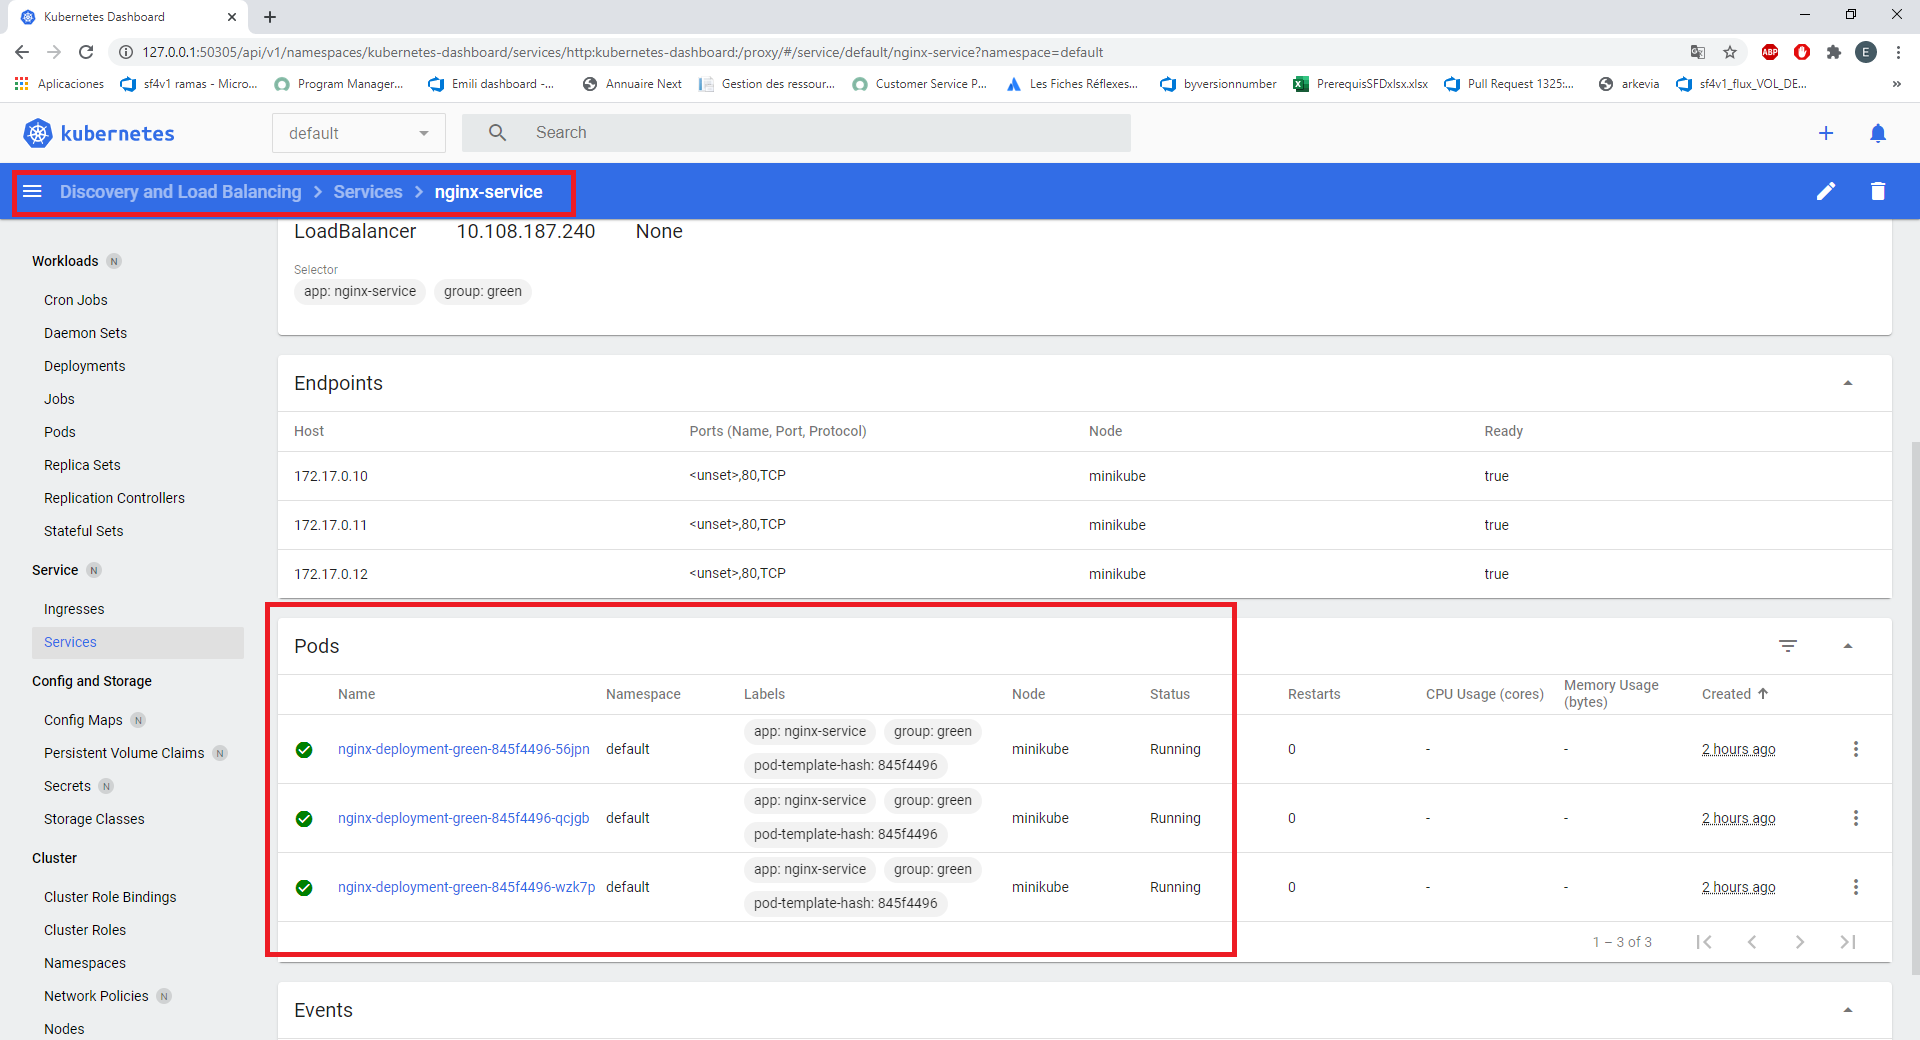 Kubernetes Dashboard
127.0.0.1:50305/api/v1/namespaces/kubernetes-dashboard/services/http:kubernetes-dashboard:/proxy/#/service/default/nginx-service?namespace=default
ABP
E
Aplicaciones sf4v1 ramas - Micro... Program Manager... Emili dashboard -... Annuaire Next Gestion des ressour... Customer Service P... Les Fiches Réflexes... byversionnumber PrerequisSFDxlsx.xlsx Pull Request 1325:... arkevia sf4v1_flux_VOL_DE... »
kubernetes default Search
Discovery and Load Balancing > Services > nginx-service
LoadBalancer 10.108.187.240 None
Selector
app: nginx-service group: green
Workloads N
Cron Jobs
Daemon Sets
Deployments
Jobs
Pods
Replica Sets
Replication Controllers
Stateful Sets
Service N
Ingresses
Services
Config and Storage
Config Maps N
Persistent Volume Claims N
Secrets N
Storage Classes
Cluster
Cluster Role Bindings
Cluster Roles
Namespaces
Network Policies N
Nodes
Endpoints
Host Ports (Name, Port, Protocol) Node Ready
172.17.0.10 <unset>,80,TCP minikube true
172.17.0.11 <unset>,80,TCP minikube true
172.17.0.12 <unset>,80,TCP minikube true
Pods
Name Namespace Labels Node Status Restarts CPU Usage (cores) Memory Usage (bytes) Created
app: nginx-service group: green
nginx-deployment-green-845f4496-56jpn default minikube Running 0 - - 2 hours ago
pod-template-hash: 845f4496
app: nginx-service group: green
nginx-deployment-green-845f4496-qcjgb default minikube Running 0 - - 2 hours ago
pod-template-hash: 845f4496
app: nginx-service group: green
nginx-deployment-green-845f4496-wzk7p default minikube Running 0 - - 2 hours ago
pod-template-hash: 845f4496
1 – 3 of 3
Events